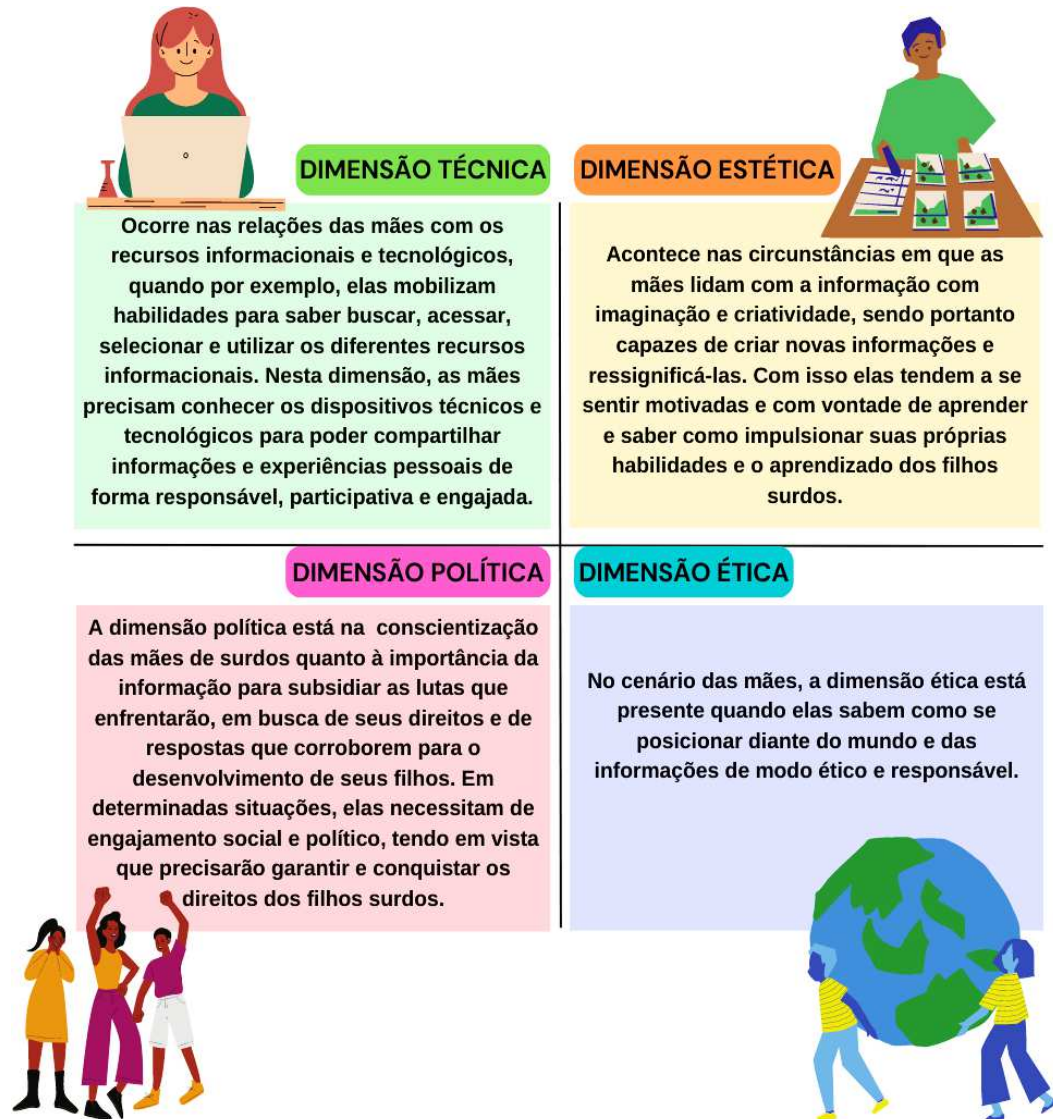 DIMENSÃO TÉCNICA
Ocorre nas relações das mães com os
recursos informacionais e tecnológicos,
quando por exemplo, elas mobilizam
habilidades para saber buscar, acessar,
selecionar e utilizar os diferentes recursos
informacionais. Nesta dimensão, as mães
precisam conhecer os dispositivos técnicos e
tecnológicos para poder compartilhar
informações e experiências pessoais de
forma responsável, participativa e engajada.
DIMENSÃO ESTÉTICA
Acontece nas circunstâncias em que as
mães lidam com a informação com
imaginação e criatividade, sendo portanto
capazes de criar novas informações e
ressignificá-las. Com isso elas tendem a se
sentir motivadas e com vontade de aprender
e saber como impulsionar suas próprias
habilidades e o aprendizado dos filhos
surdos.
DIMENSÃO POLÍTICA
A dimensão política está na conscientização
das mães de surdos quanto à importância da
informação para subsidiar as lutas que
enfrentarão, em busca de seus direitos e de
respostas que corroborem para o
desenvolvimento de seus filhos. Em
determinadas situações, elas necessitam de
engajamento social e político, tendo em vista
que precisarão garantir e conquistar os
direitos dos filhos surdos.
DIMENSÃO ÉTICA
No cenário das mães, a dimensão ética está
presente quando elas sabem como se
posicionar diante do mundo e das
informações de modo ético e responsável.